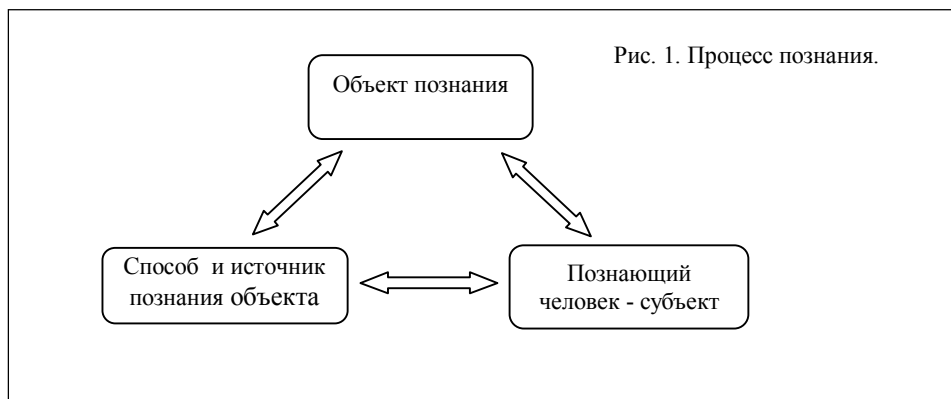 Рис. 1. Процесс познания.
Объект познания
Способ и источник
познания объекта
Познающий
человек - субъект